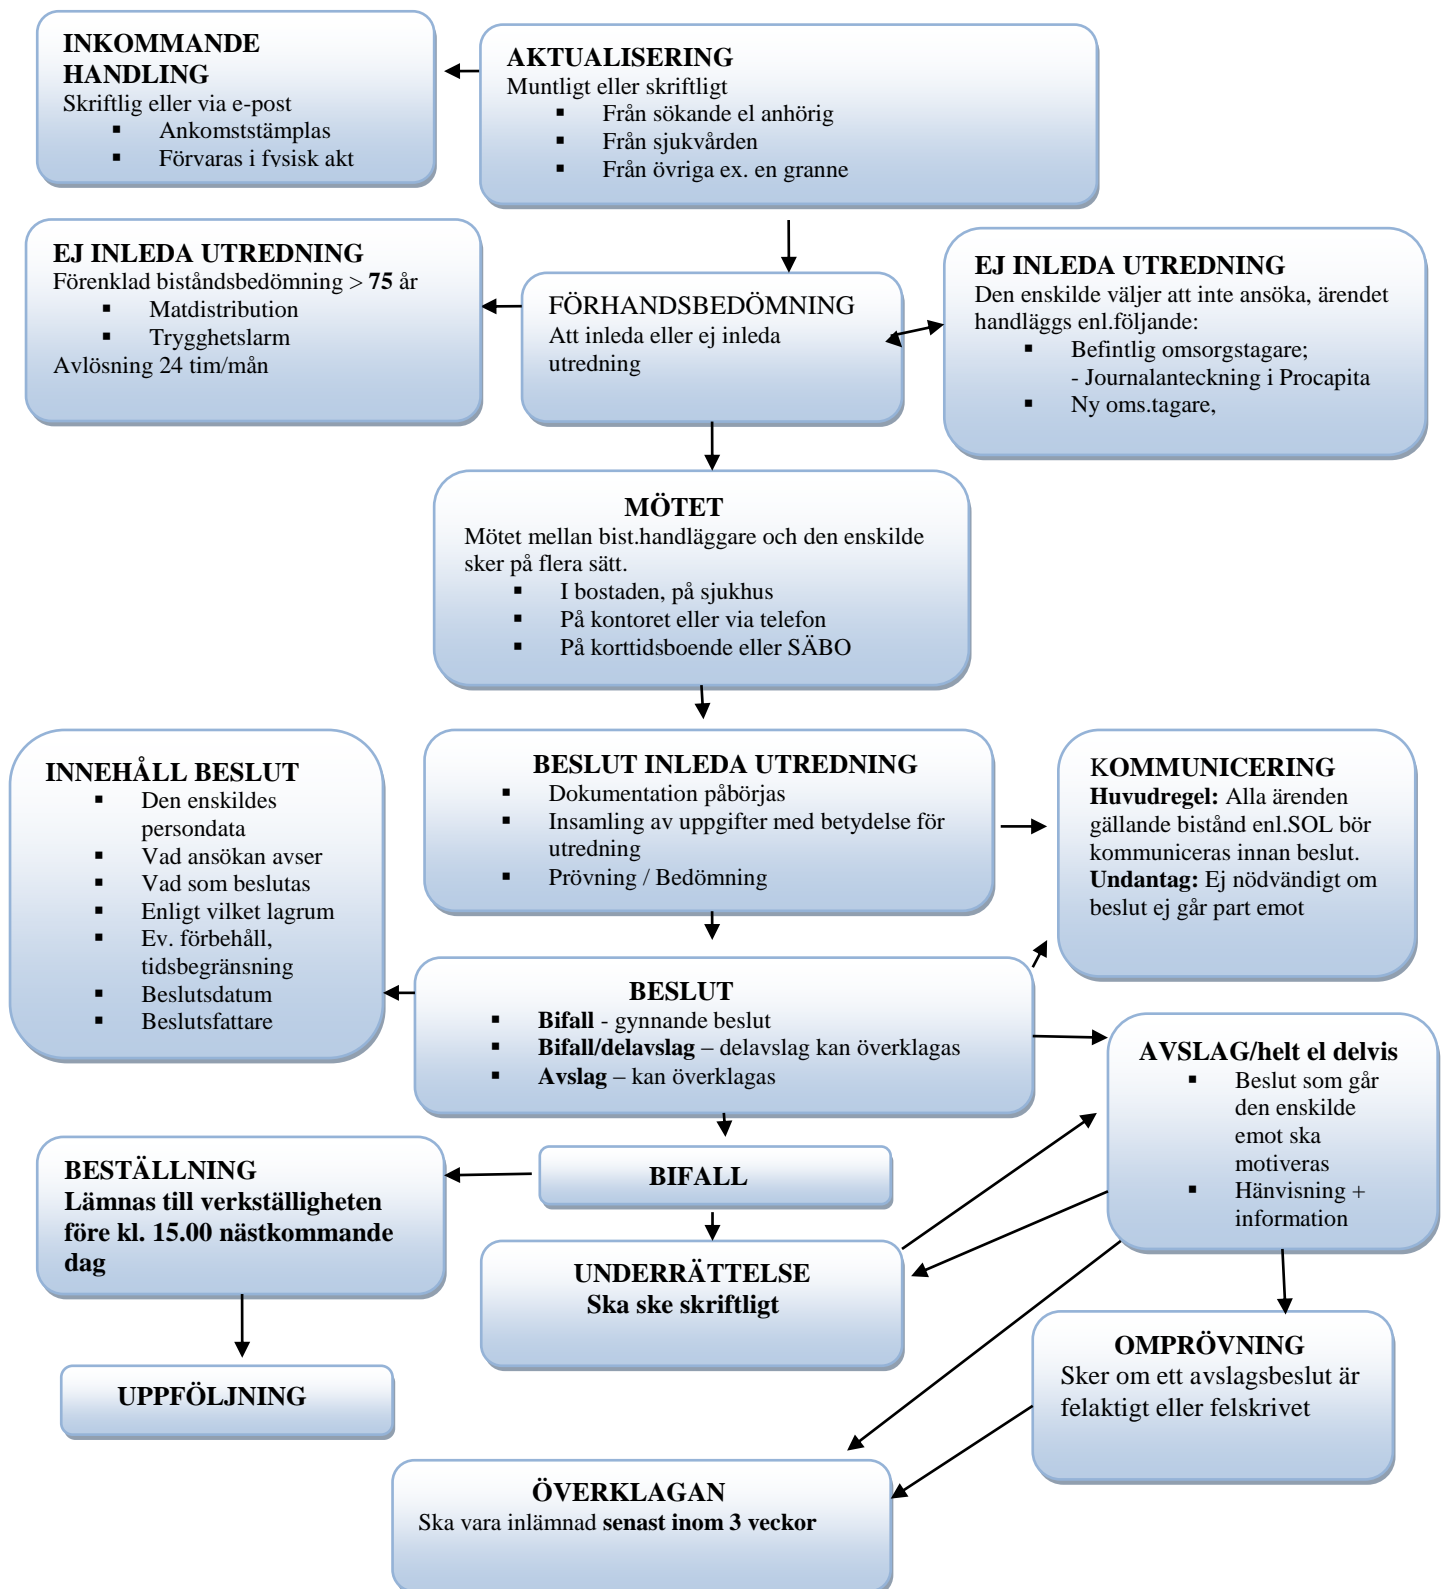 INKOMMANDE
HANDLING
Skriftlig eller via e-post
▪ Ankomststämplas
▪ Förvaras i fysisk akt
AKTUALISERING
Muntligt eller skriftligt
▪ Från sökande el anhörig
▪ Från sjukvården
▪ Från övriga ex. en granne
EJ INLEDA UTREDNING
Förenklad biståndsbedömning > 75 år
▪ Matdistribution
▪ Trygghetslarm
Avlösning 24 tim/mån
FÖRHANDSBEDÖMNING
Att inleda eller ej inleda
utredning
EJ INLEDA UTREDNING
Den enskilde väljer att inte ansöka, ärendet
handläggs enl.följande:
▪ Befintlig omsorgstagare;
- Journalanteckning i Procapita
▪ Ny oms.tagare,
MÖTET
Mötet mellan bist.handläggare och den enskilde
sker på flera sätt.
▪ I bostaden, på sjukhus
▪ På kontoret eller via telefon
▪ På korttidsboende eller SÄBO
INNEHÅLL BESLUT
▪ Den enskildes
persondata
▪ Vad ansökan avser
▪ Vad som beslutas
▪ Enligt vilket lagrum
▪ Ev. förbehåll,
tidsbegränsning
▪ Beslutsdatum
▪ Beslutsfattare
BESLUT INLEDA UTREDNING
▪ Dokumentation påbörjas
▪ Insamling av uppgifter med betydelse för
utredning
▪ Prövning / Bedömning
KOMMUNICERING
Huvudregel: Alla ärenden
gällande bistånd enl.SOL bör
kommuniceras innan beslut.
Undantag: Ej nödvändigt om
beslut ej går part emot
BESLUT
▪ Bifall - gynnande beslut
▪ Bifall/delavslag – delavslag kan överklagas
▪ Avslag – kan överklagas
AVSLAG/helt el delvis
▪ Beslut som går
den enskilde
emot ska
motiveras
▪ Hänvisning +
information
BESTÄLLNING
Lämnas till verkställigheten
före kl. 15.00 nästkommande
dag
BIFALL
UNDERRÄTTELSE
Ska ske skriftligt
OMPRÖVNING
Sker om ett avslagsbeslut är
felaktigt eller felskrivet
UPPFÖLJNING
ÖVERKLAGAN
Ska vara inlämnad senast inom 3 veckor